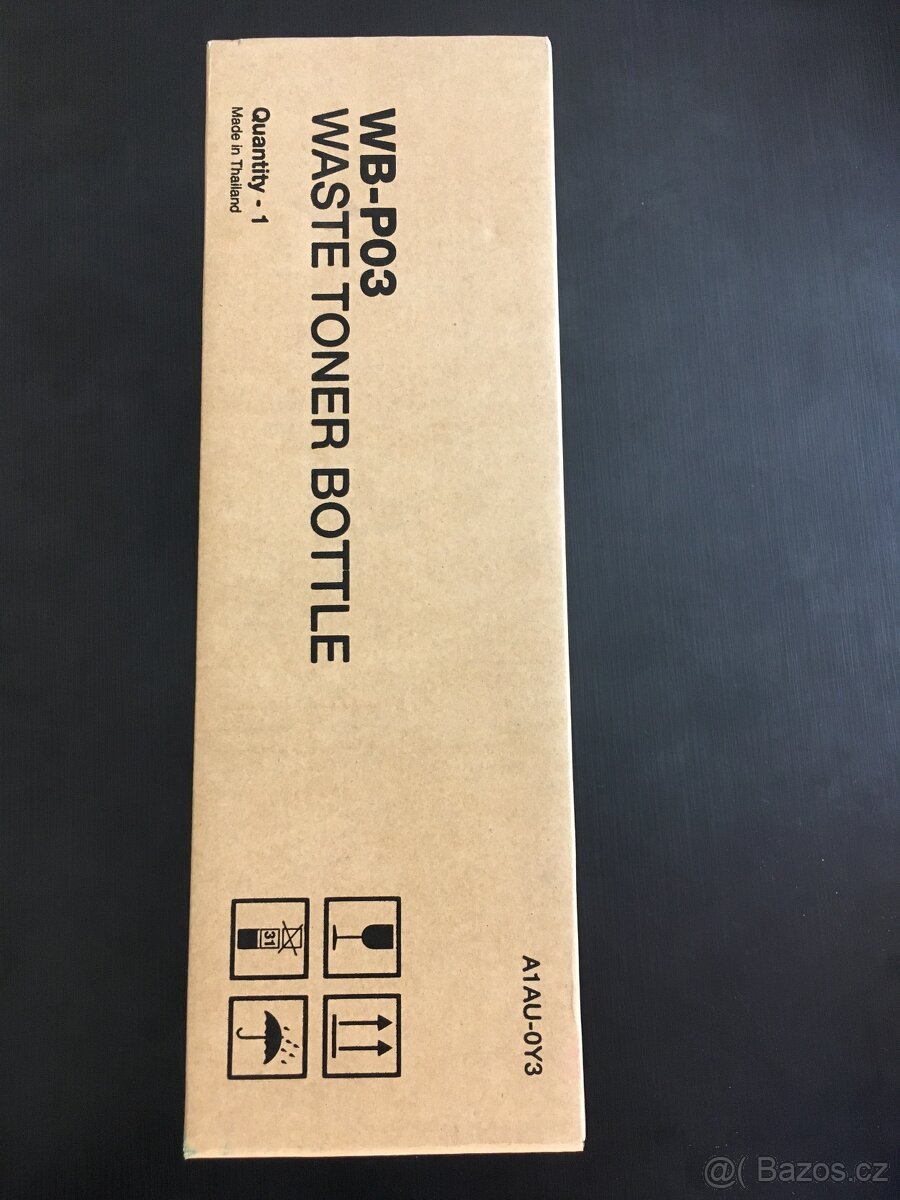 WB-P03
WASTE TONER BOTTLE
Quantity - 1
Made in Thailand
A1AU-0Y3
31
@( Bazos.cz